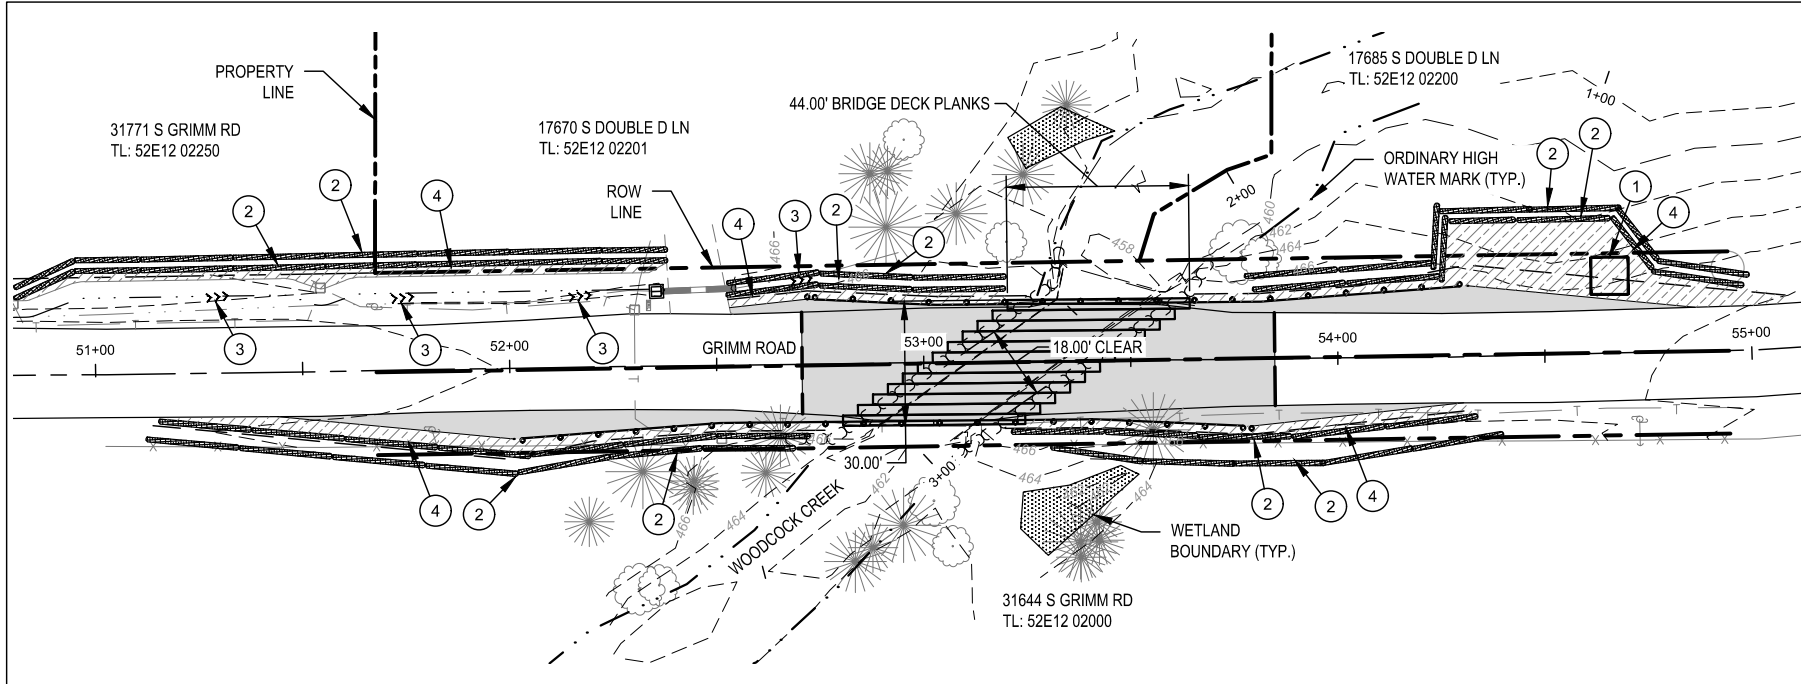 PROPERTY
LINE
31771 S GRIMM RD
TL: 52E12 02250
17670 S DOUBLE D LN
TL: 52E12 02201
44.00' BRIDGE DECK PLANKS
17685 S DOUBLE D LN
TL: 52E12 02200
1+00
2
2
ORDINARY HIGH
WATER MARK (TYP.)
1
4
2
2
4
ROW
LINE
4
3
2
2
466
458
2+00
460
462
464
466
3
3
3
51+00
52+00
GRIMM ROAD
53+00
18.00' CLEAR
54+00
55+00
30.00'
3+00
462
464
466
466
464
464
4
2
2
2
2
4
WOODCOCK CREEK
WETLAND
BOUNDARY (TYP.)
31644 S GRIMM RD
TL: 52E12 02000